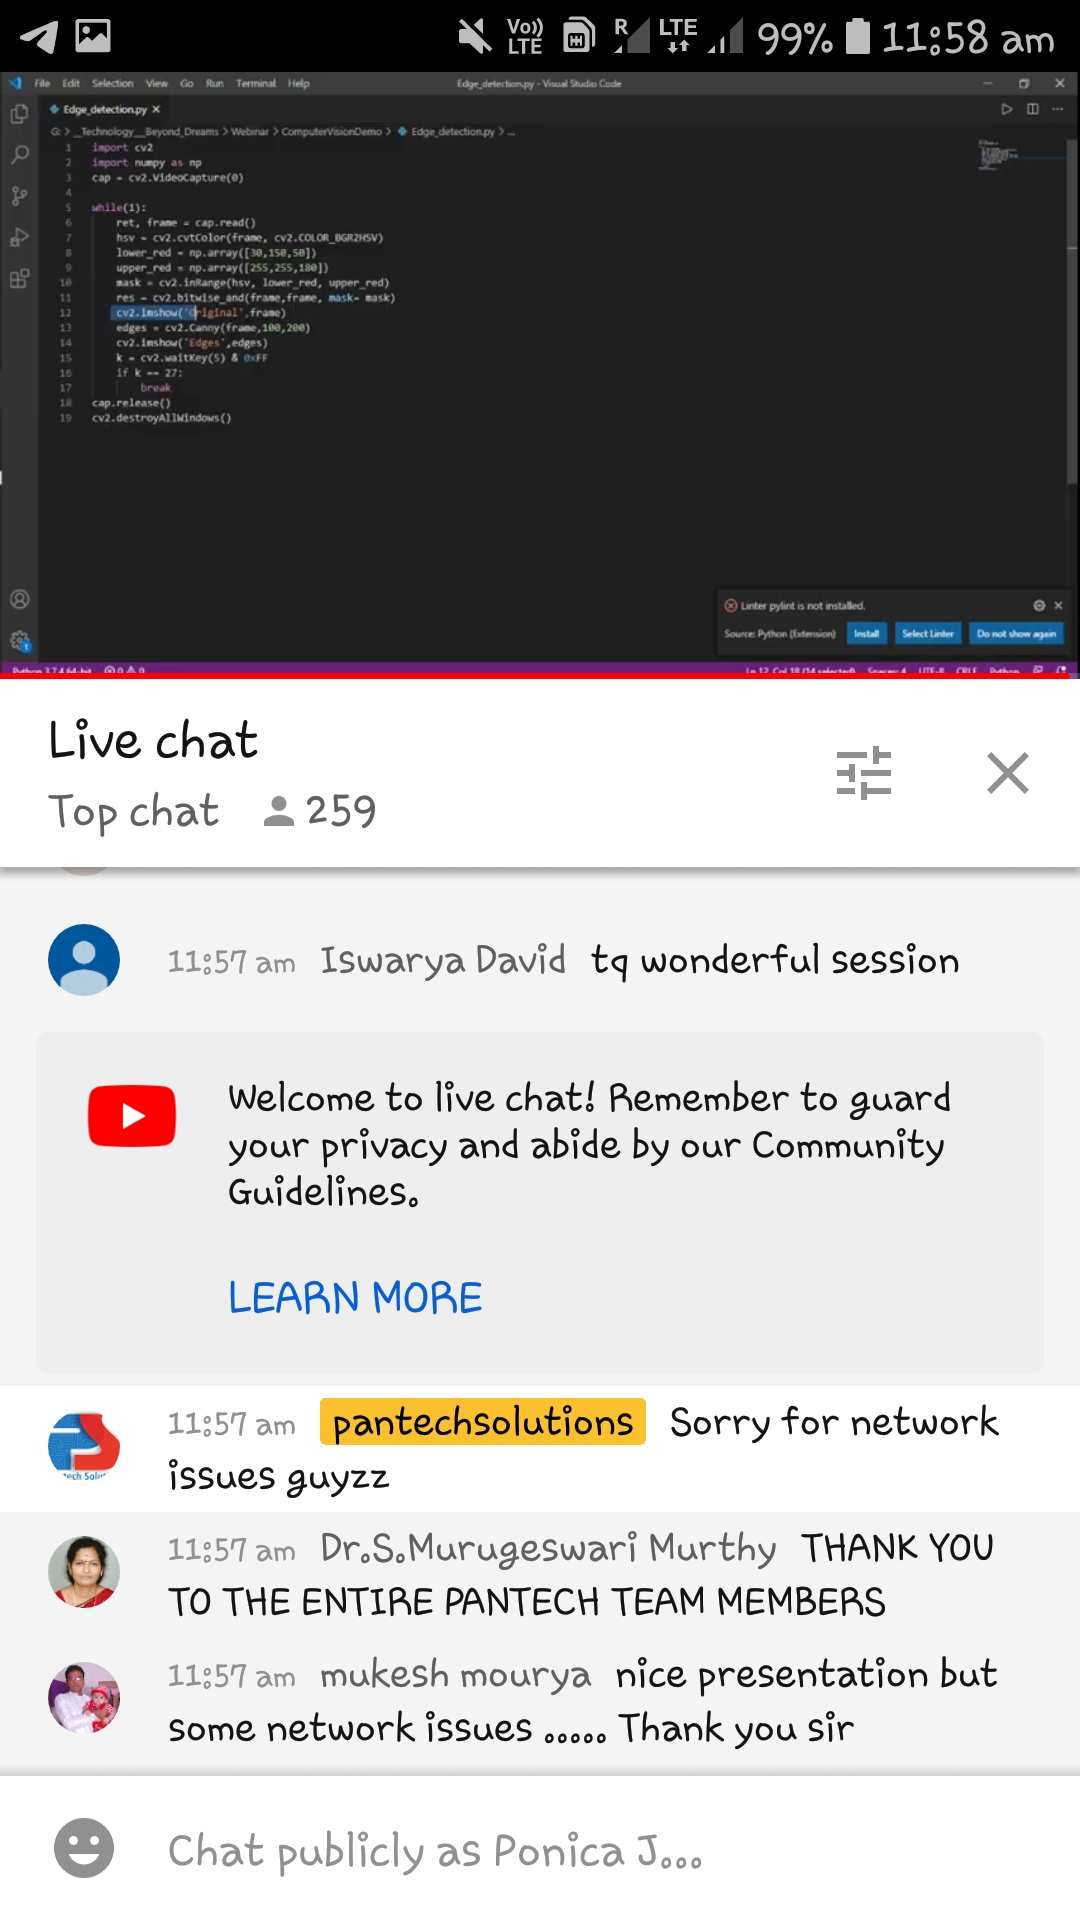 Vo)) LTE R LTE 99% 11:58 am
File Edit Selection View Go Run Terminal Help Edge_detection.py - Visual Studio Code
Edge_detection.py ×
G: > _Technology__Beyond_Dreams > Webinar > ComputerVisionDemo > Edge_detection.py > ...
1 import cv2
2 import numpy as np
3 cap = cv2.VideoCapture(0)
4
5 while(1):
6 ret, frame = cap.read()
7 hsv = cv2.cvtColor(frame, cv2.COLOR_BGR2HSV)
8 lower_red = np.array([30,150,50])
9 upper_red = np.array([255,255,180])
10 mask = cv2.inRange(hsv, lower_red, upper_red)
11 res = cv2.bitwise_and(frame,frame, mask= mask)
12 cv2.imshow('Original',frame)
13 edges = cv2.Canny(frame,100,200)
14 cv2.imshow('Edges',edges)
15 k = cv2.waitKey(5) & 0xFF
16 if k == 27:
17 break
18 cap.release()
19 cv2.destroyAllWindows()
Linter pylint is not installed.
Source: Python (Extension) Install Select Linter Do not show again
Python 3.7.4 64-bit 0 0 Ln 12, Col 18 (14 selected) Spaces: 4 UTF-8 CRLF Python
Live chat
Top chat 259
11:57 am Iswarya David tq wonderful session
Welcome to live chat! Remember to guard
your privacy and abide by our Community
Guidelines.
LEARN MORE
11:57 am pantechsolutions Sorry for network
issues guyzz
11:57 am Dr.S.Murugeswari Murthy THANK YOU
TO THE ENTIRE PANTECH TEAM MEMBERS
11:57 am mukesh mourya nice presentation but
some network issues ..... Thank you sir
Chat publicly as Ponica J...